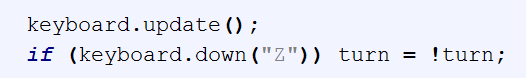 keyboard.update();
if (keyboard.down("Z")) turn = !turn;